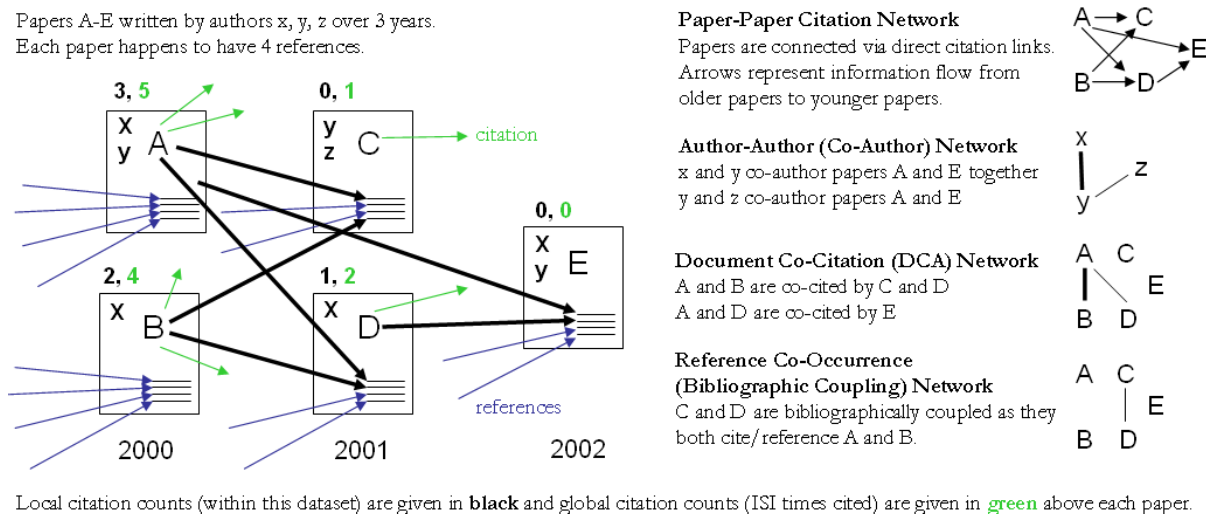 Papers A-E written by authors x, y, z over 3 years.
Each paper happens to have 4 references.
3, 5
x
y
A
0, 1
y
z
C
citation
2, 4
x
B
1, 2
x
D
0, 0
x
y
E
references
2000
2001
2002
Paper-Paper Citation Network
Papers are connected via direct citation links.
Arrows represent information flow from
older papers to younger papers.
A C
E
B D
Author-Author (Co-Author) Network
x and y co-author papers A and E together
y and z co-author papers A and E
x
z
y
Document Co-Citation (DCA) Network
A and B are co-cited by C and D
A and D are co-cited by E
A C
E
B D
Reference Co-Occurrence
(Bibliographic Coupling) Network
C and D are bibliographically coupled as they
both cite/reference A and B.
A C
E
B D
Local citation counts (within this dataset) are given in black and global citation counts (ISI times cited) are given in green above each paper.